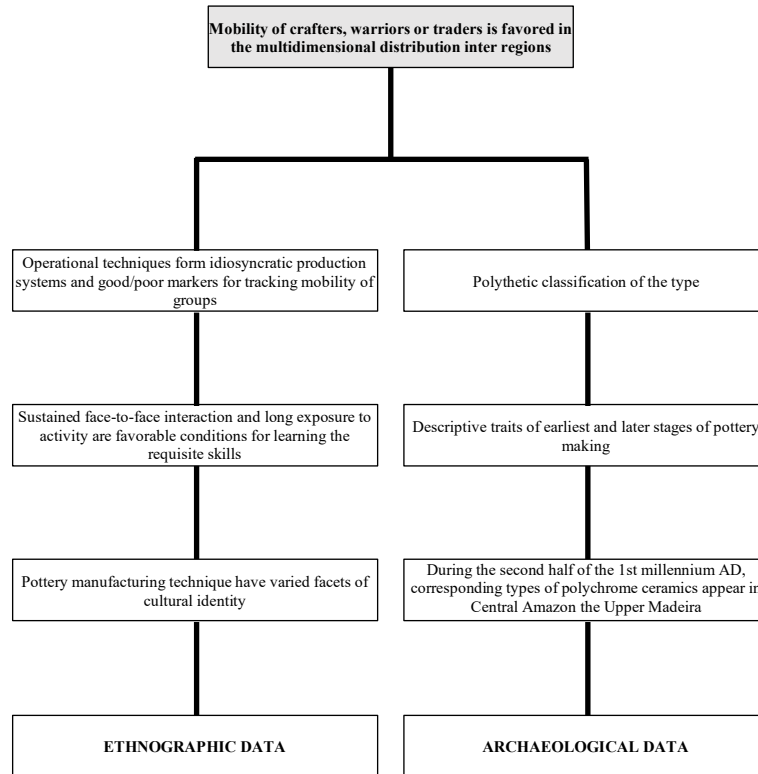 Mobility of crafters, warriors or traders is favored in
the multidimensional distribution inter regions
Operational techniques form idiosyncratic production
systems and good/poor markers for tracking mobility of
groups
Polythetic classification of the type
Sustained face-to-face interaction and long exposure to
activity are favorable conditions for learning the
requisite skills
Descriptive traits of earliest and later stages of pottery
making
Pottery manufacturing technique have varied facets of
cultural identity
During the second half of the 1st millennium AD,
corresponding types of polychrome ceramics appear in
Central Amazon the Upper Madeira
ETHNOGRAPHIC DATA
ARCHAEOLOGICAL DATA